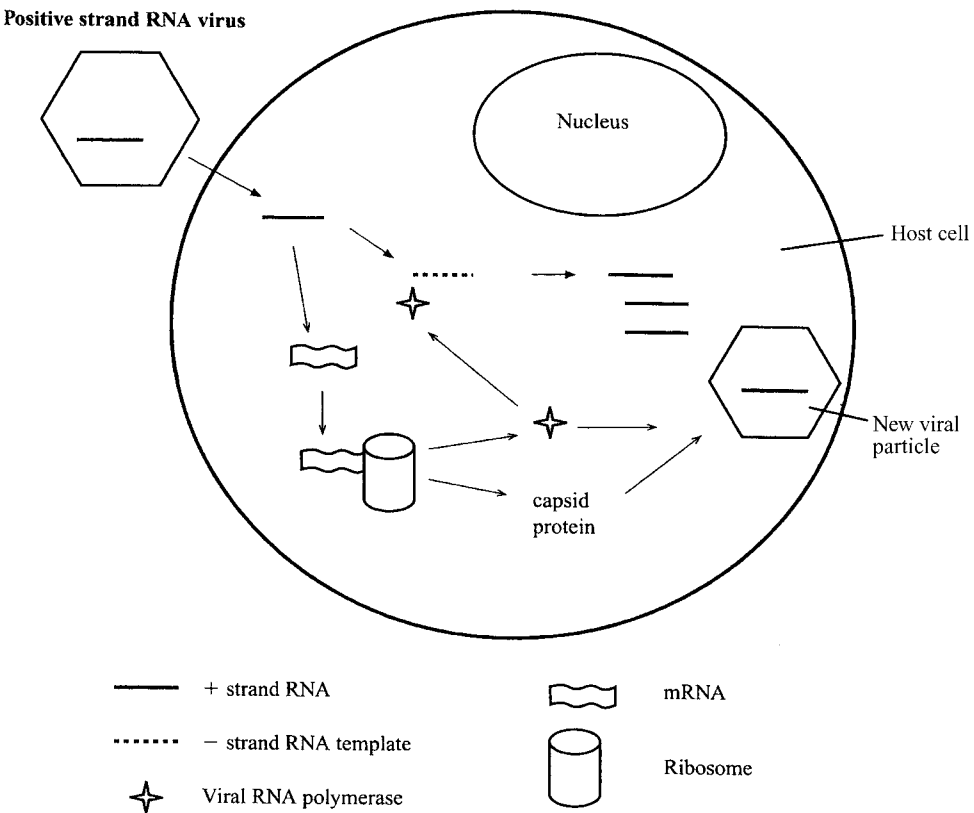 Positive strand RNA virus
Nucleus
Host cell
New viral
particle
capsid
protein
+ strand RNA
− strand RNA template
Viral RNA polymerase
mRNA
Ribosome